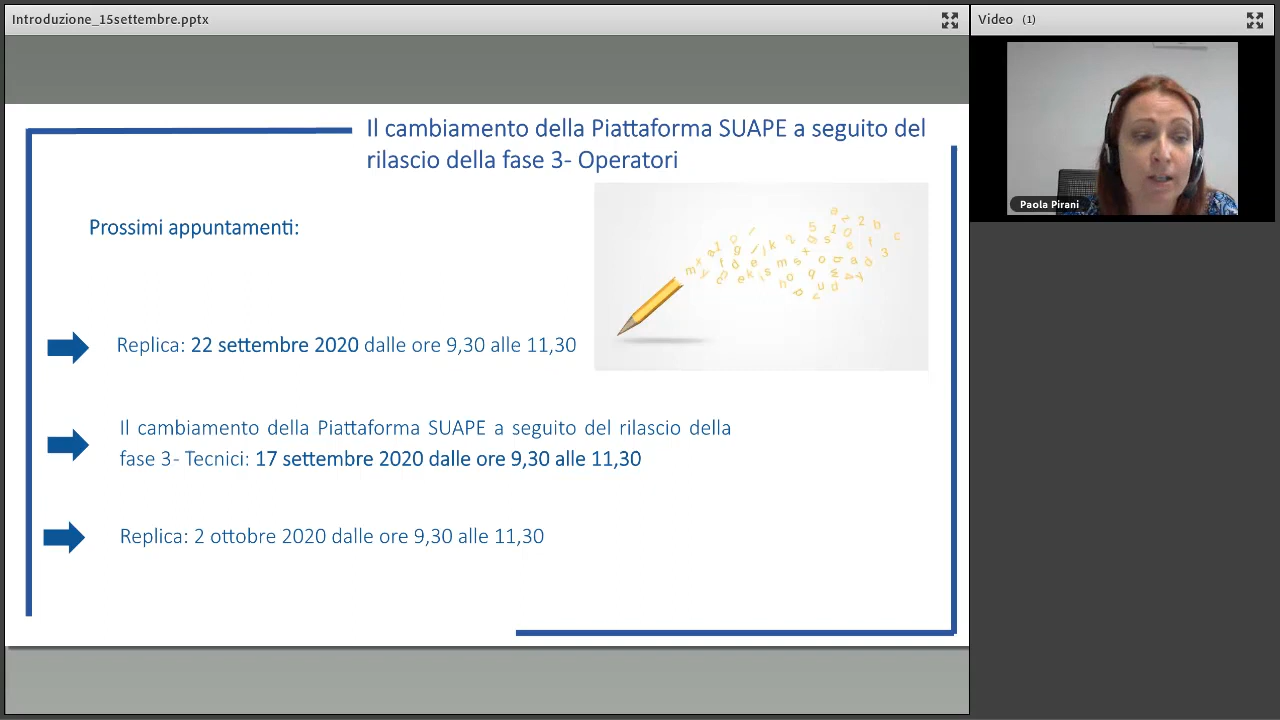 Introduzione_15settembre.pptx
Video (1)
Il cambiamento della Piattaforma SUAPE a seguito del
rilascio della fase 3- Operatori
Prossimi appuntamenti:
Replica: 22 settembre 2020 dalle ore 9,30 alle 11,30
Il cambiamento della Piattaforma SUAPE a seguito del rilascio della
fase 3- Tecnici: 17 settembre 2020 dalle ore 9,30 alle 11,30
Replica: 2 ottobre 2020 dalle ore 9,30 alle 11,30
Paola Pirani